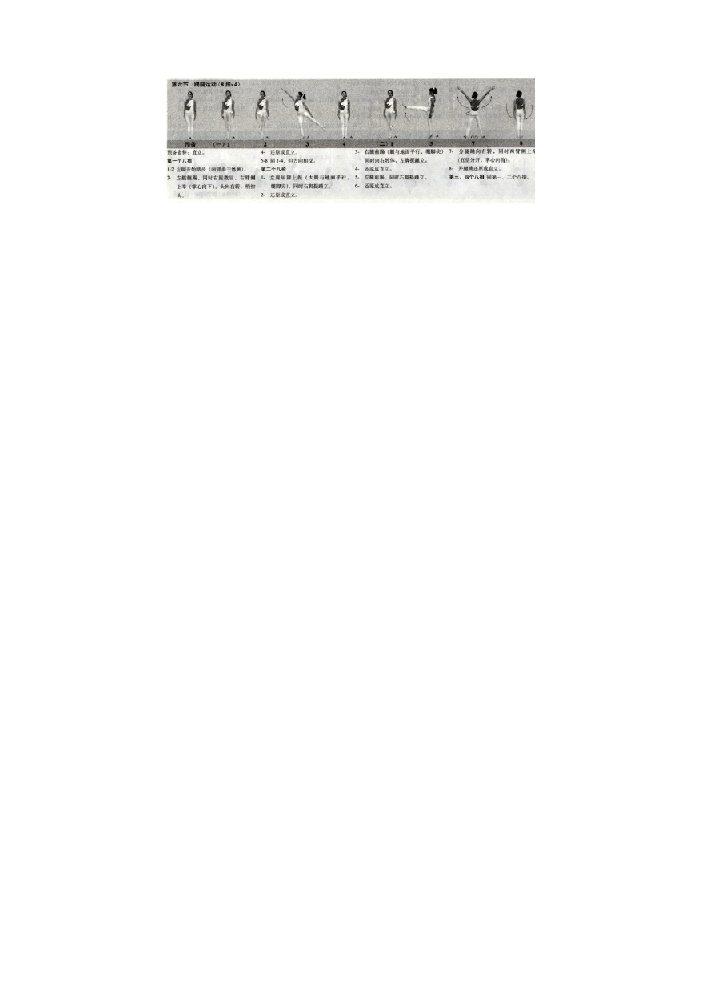 第六节 踢腿运动(8拍×4)
预备 (一)1 2 3 4 (二)1 3 7 8
预备姿势:直立。
第一个八拍
1-2 左脚开始踏步(两臂垂于体侧)。
3- 左腿侧踢,同时右腿微屈,右臂侧
上举(掌心向下),头向右转,稍抬
头。
4- 还原成直立。
5-8 同1-4,但方向相反。
第二个八拍
1- 左腿屈膝上提(大腿与地面平行,
绷脚尖),同时右脚提踵立。
2- 还原成直立。
3- 右腿前踢(腿与地面平行,绷脚尖)
同时向右转体,左脚提踵立。
4- 还原成直立。
5- 左腿前踢,同时右脚提踵立。
6- 还原成直立。
7- 分腿跳向右转,同时两臂侧上举
(五指分开,掌心向前)。
8- 并腿跳还原成直立。
第三、四个八拍 同第一、二个八拍。